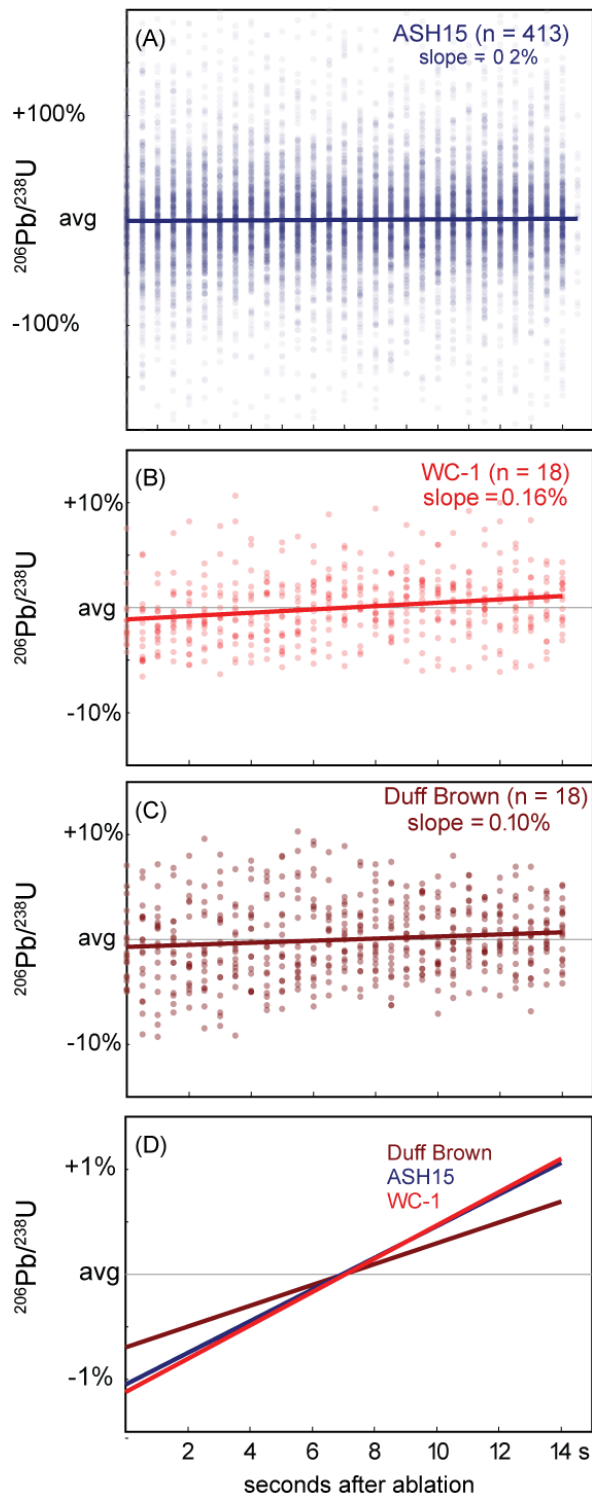 (A)
ASH15 (n = 413)
slope = 0 2%
+100%
avg
-100%
²⁰⁶Pb/²³⁸U
(B)
WC-1 (n = 18)
slope = 0.16%
+10%
avg
-10%
²⁰⁶Pb/²³⁸U
(C)
Duff Brown (n = 18)
slope = 0.10%
+10%
avg
-10%
²⁰⁶Pb/²³⁸U
(D)
Duff Brown
ASH15
WC-1
+1%
avg
-1%
²⁰⁶Pb/²³⁸U
2 4 6 8 10 12 14 s
seconds after ablation